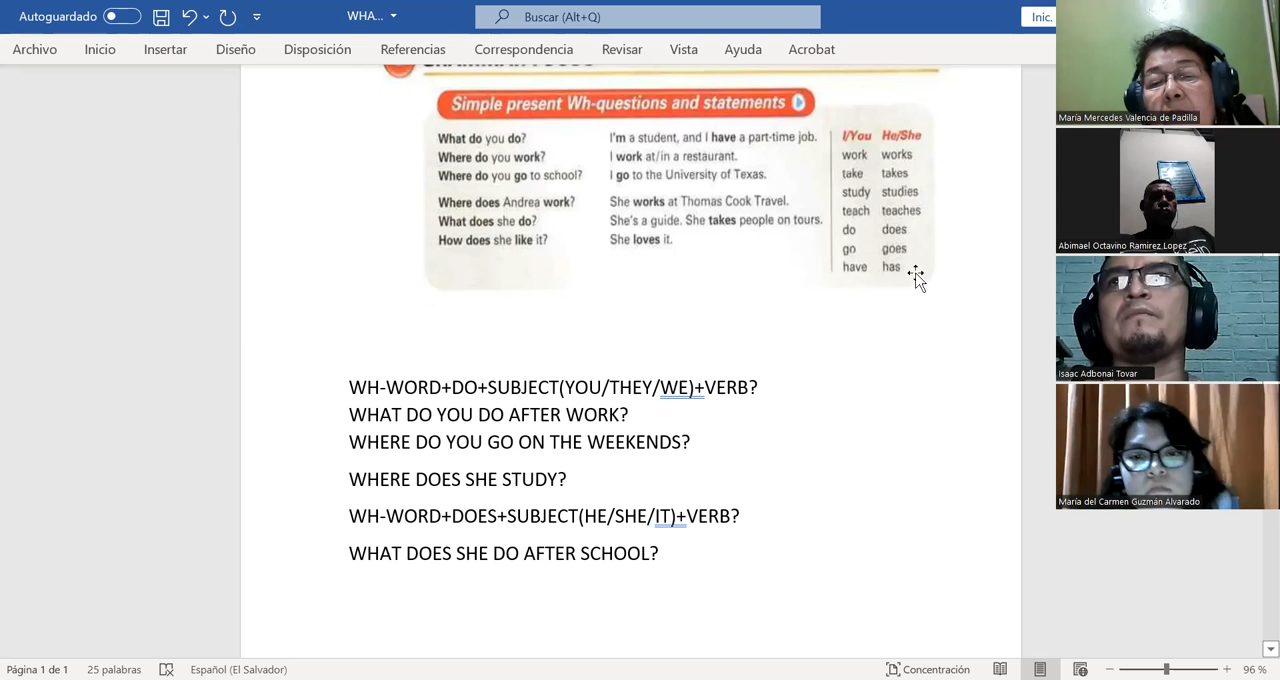 Autoguardado
WHA...
Buscar (Alt+Q)
Inic.
Archivo Inicio Insertar Diseño Disposición Referencias Correspondencia Revisar Vista Ayuda Acrobat
Simple present Wh-questions and statements
What do you do? I'm a student, and I have a part-time job.
Where do you work? I work at/in a restaurant.
Where do you go to school? I go to the University of Texas.
Where does Andrea work? She works at Thomas Cook Travel.
What does she do? She's a guide. She takes people on tours.
How does she like it? She loves it.
I/You He/She
work works
take takes
study studies
teach teaches
do does
go goes
have has
WH-WORD+DO+SUBJECT(YOU/THEY/WE)+VERB?
WHAT DO YOU DO AFTER WORK?
WHERE DO YOU GO ON THE WEEKENDS?
WHERE DOES SHE STUDY?
WH-WORD+DOES+SUBJECT(HE/SHE/IT)+VERB?
WHAT DOES SHE DO AFTER SCHOOL?
María Mercedes Valencia de Padilla
Abimael Octavino Ramirez Lopez
Isaac Adbonai Tovar
María del Carmen Guzmán Alvarado
Página 1 de 1 25 palabras Español (El Salvador) Concentración 96 %